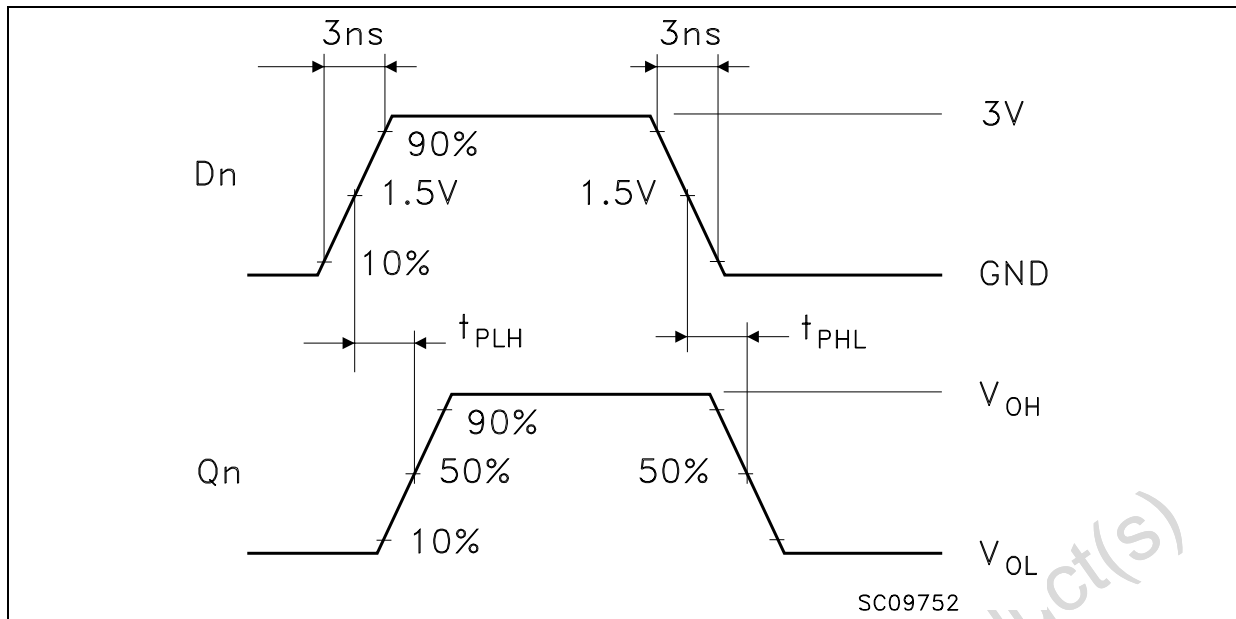 3ns 3ns
3V
90%
Dn 1.5V 1.5V
10% GND
tPLH tPHL
VOH
90%
Qn 50% 50%
10%
VOL
SC09752
ct(s)